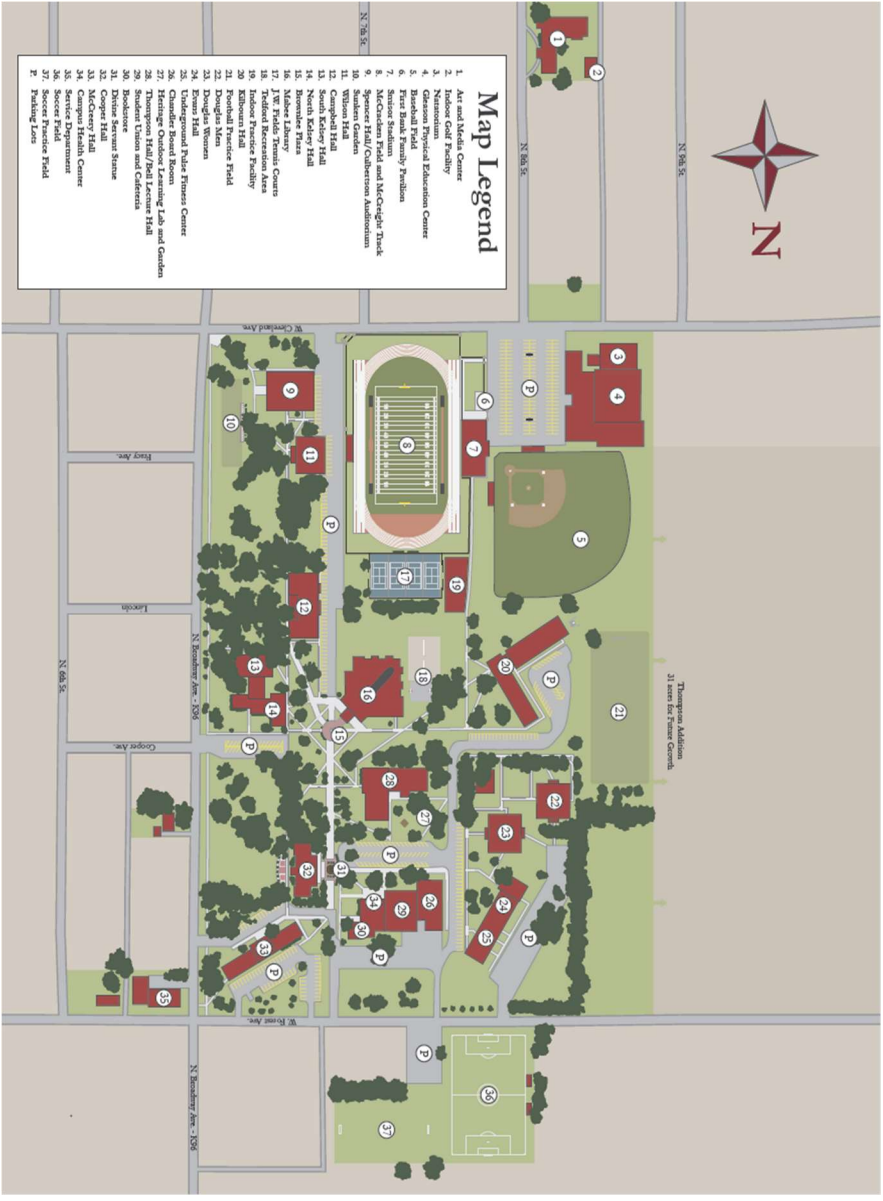 Map Legend
1. Art and Media Center
2. Indoor Golf Facility
3. Natatorium
4. Gleason Physical Education Center
5. Baseball Field
6. First Bank Family Pavilion
7. Smisor Stadium
8. McCracken Field and McCreight Track
9. Spencer Hall/Culbertson Auditorium
10. Sunken Garden
11. Wilson Hall
12. Campbell Hall
13. South Kelsey Hall
14. North Kelsey Hall
15. Brownlee Plaza
16. Mabee Library
17. J.W. Fields Tennis Courts
18. Tedford Recreation Area
19. Indoor Practice Facility
20. Kilbourn Hall
21. Football Practice Field
22. Douglas Men
23. Douglas Women
24. Evans Hall
25. Underground Pulse Fitness Center
26. Chandler Board Room
27. Heritage Outdoor Learning Lab and Garden
28. Thompson Hall/Bell Lecture Hall
29. Student Union and Cafeteria
30. Bookstore
31. Divine Servant Statue
32. Cooper Hall
33. McCreery Hall
34. Campus Health Center
35. Service Department
36. Soccer Field
37. Soccer Practice Field
P. Parking Lots
N
N. 9th St.
N. 8th St.
N. 7th St.
W. Cleveland Ave.
Tracy Ave.
Lincoln
N. Broadway Ave. - K96
N. 6th St.
Cooper Ave.
W. Forest Ave.
N. Broadway Ave. - K96
Thompson Addition
31 acres for Future Growth
1
2
3
4
5
6
7
8
9
10
11
12
13
14
15
16
17
18
19
20
21
22
23
24
25
26
27
28
29
30
31
32
33
34
35
36
37
P
P
P
P
P
P
P
P
P